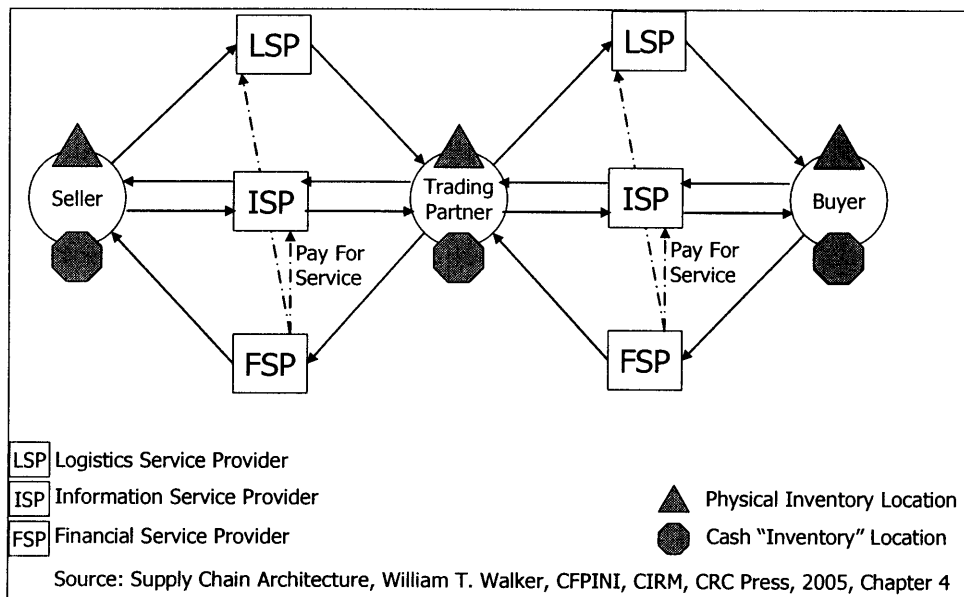 LSP
LSP
Seller
ISP
Trading
Partner
ISP
Buyer
Pay For
Service
Pay For
Service
FSP
FSP
LSP Logistics Service Provider
ISP Information Service Provider
FSP Financial Service Provider
Physical Inventory Location
Cash “Inventory” Location
Source: Supply Chain Architecture, William T. Walker, CFPINI, CIRM, CRC Press, 2005, Chapter 4